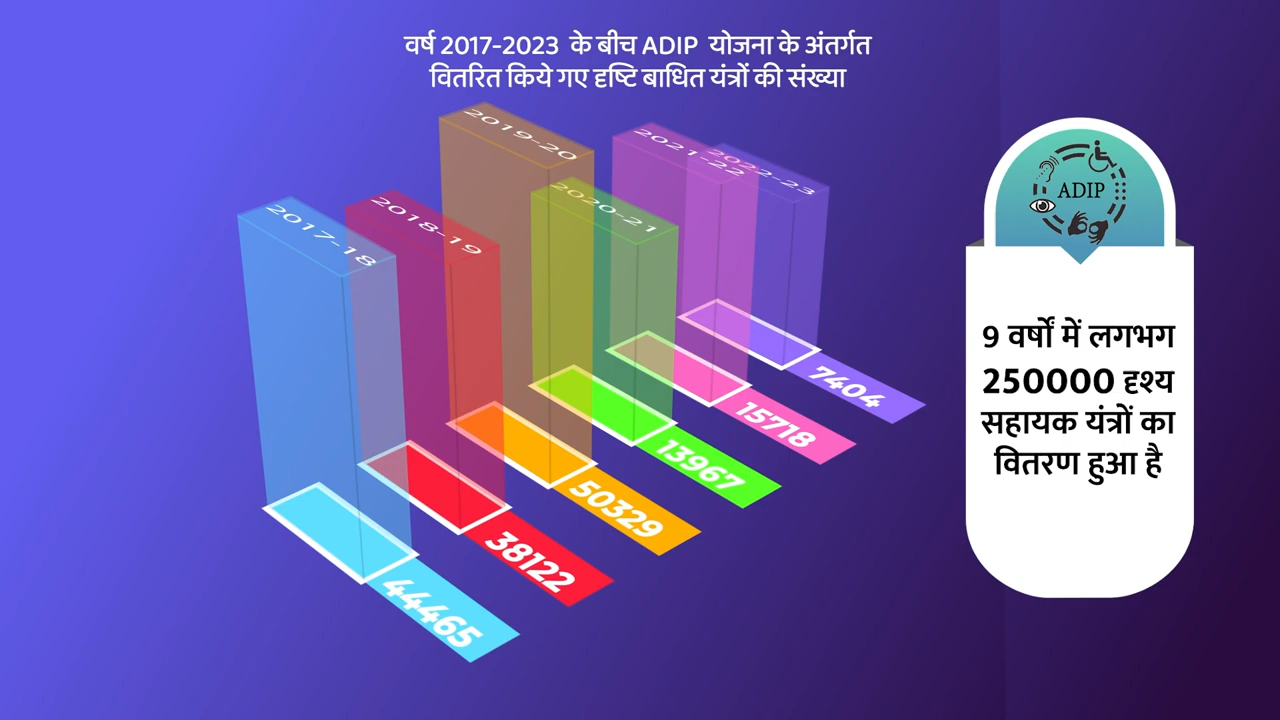 वर्ष 2017-2023 के बीच ADIP योजना के अंतर्गत
वितरित किये गए दृष्टि बाधित यंत्रों की संख्या
2017-18
2018-19
2019-20
2020-21
2021-22
2022-23
44465
38122
50329
13967
15718
7404
ADIP
9 वर्षों में लगभग
250000 दृश्य
सहायक यंत्रों का
वितरण हुआ है